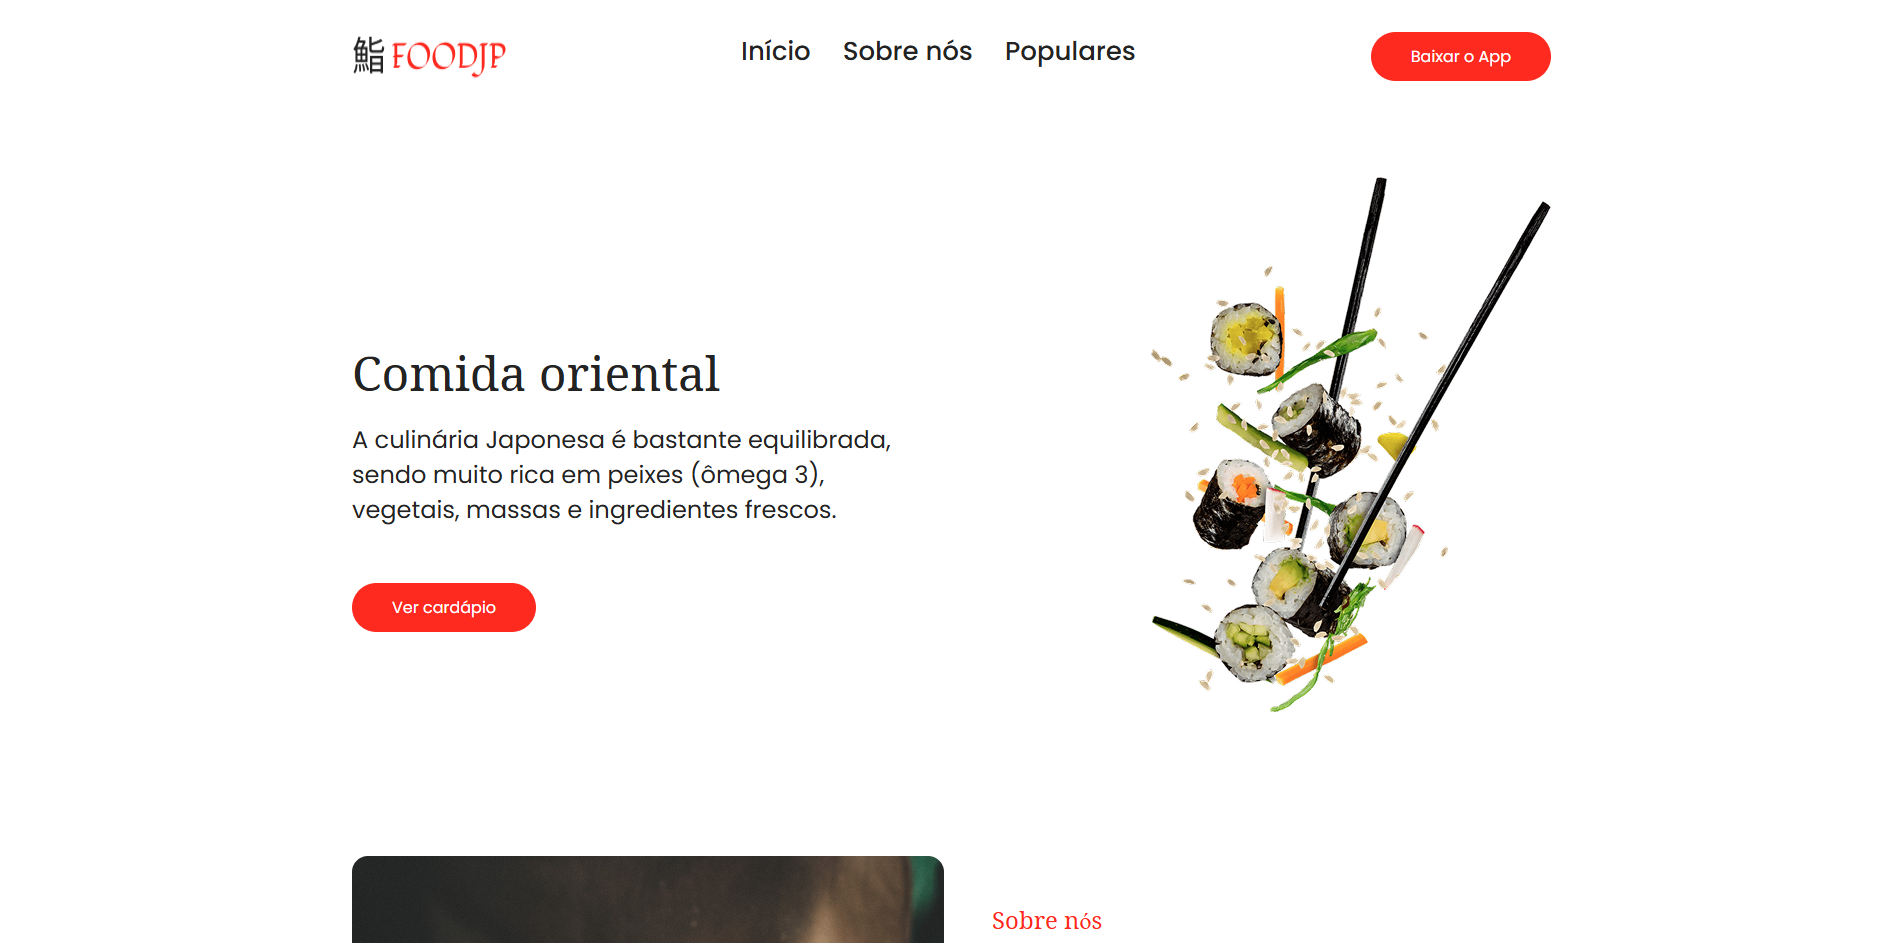 鮨 FOODJP
Início Sobre nós Populares
Baixar o App
Comida oriental
A culinária Japonesa é bastante equilibrada,
sendo muito rica em peixes (ômega 3),
vegetais, massas e ingredientes frescos.
Ver cardápio
Sobre nós